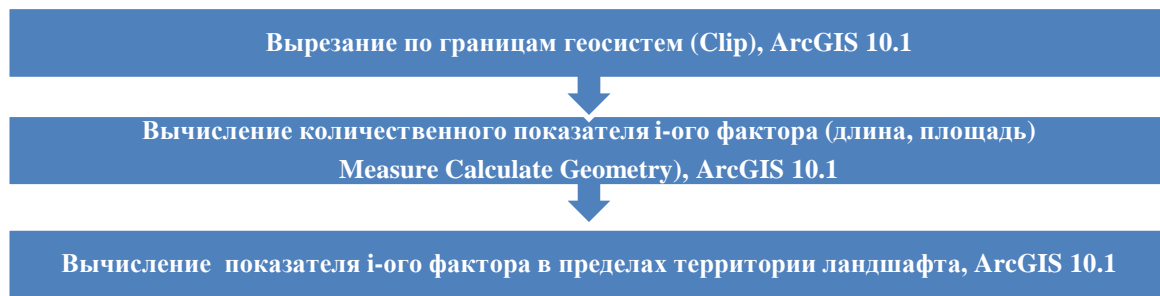 Вырезание по границам геосистем (Clip), ArcGIS 10.1
Вычисление количественного показателя i-ого фактора (длина, площадь)
Measure Calculate Geometry), ArcGIS 10.1
Вычисление показателя i-ого фактора в пределах территории ландшафта, ArcGIS 10.1